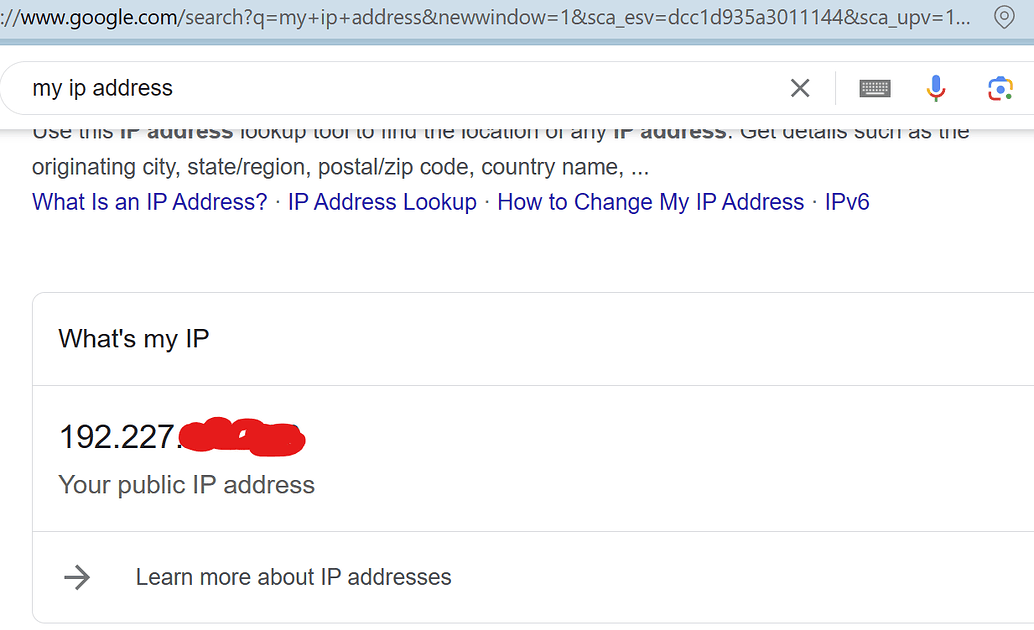 ://www.google.com/search?q=my+ip+address&newwindow=1&sca_esv=dcc1d935a3011144&sca_upv=1...
my ip address
Use this IP address lookup tool to find the location of any IP address. Get details such as the
originating city, state/region, postal/zip code, country name, ...
What Is an IP Address? · IP Address Lookup · How to Change My IP Address · IPv6
What's my IP
192.227.
Your public IP address
Learn more about IP addresses